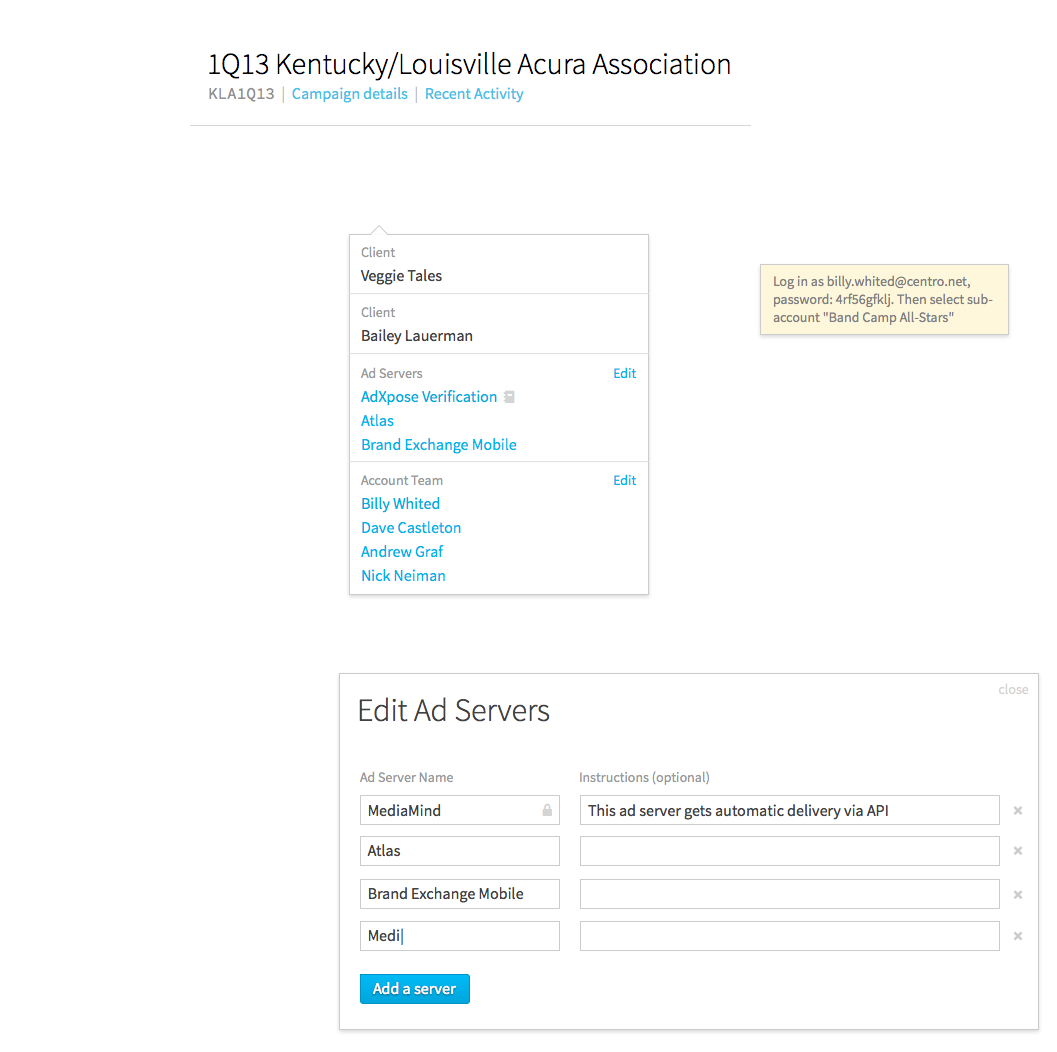 1Q13 Kentucky/Louisville Acura Association
KLA1Q13 | Campaign details | Recent Activity
Client
Veggie Tales
Client
Bailey Lauerman
Ad Servers Edit
AdXpose Verification
Atlas
Brand Exchange Mobile
Account Team Edit
Billy Whited
Dave Castleton
Andrew Graf
Nick Neiman
Log in as billy.whited@centro.net,
password: 4rf56gfklj. Then select sub-
account "Band Camp All-Stars"
close
Edit Ad Servers
Ad Server Name Instructions (optional)
MediaMind This ad server gets automatic delivery via API
Atlas
Brand Exchange Mobile
Medi
Add a server